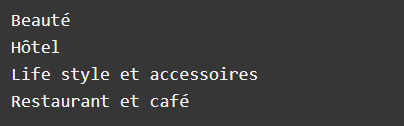 Beauté
Hôtel
Life style et accessoires
Restaurant et café